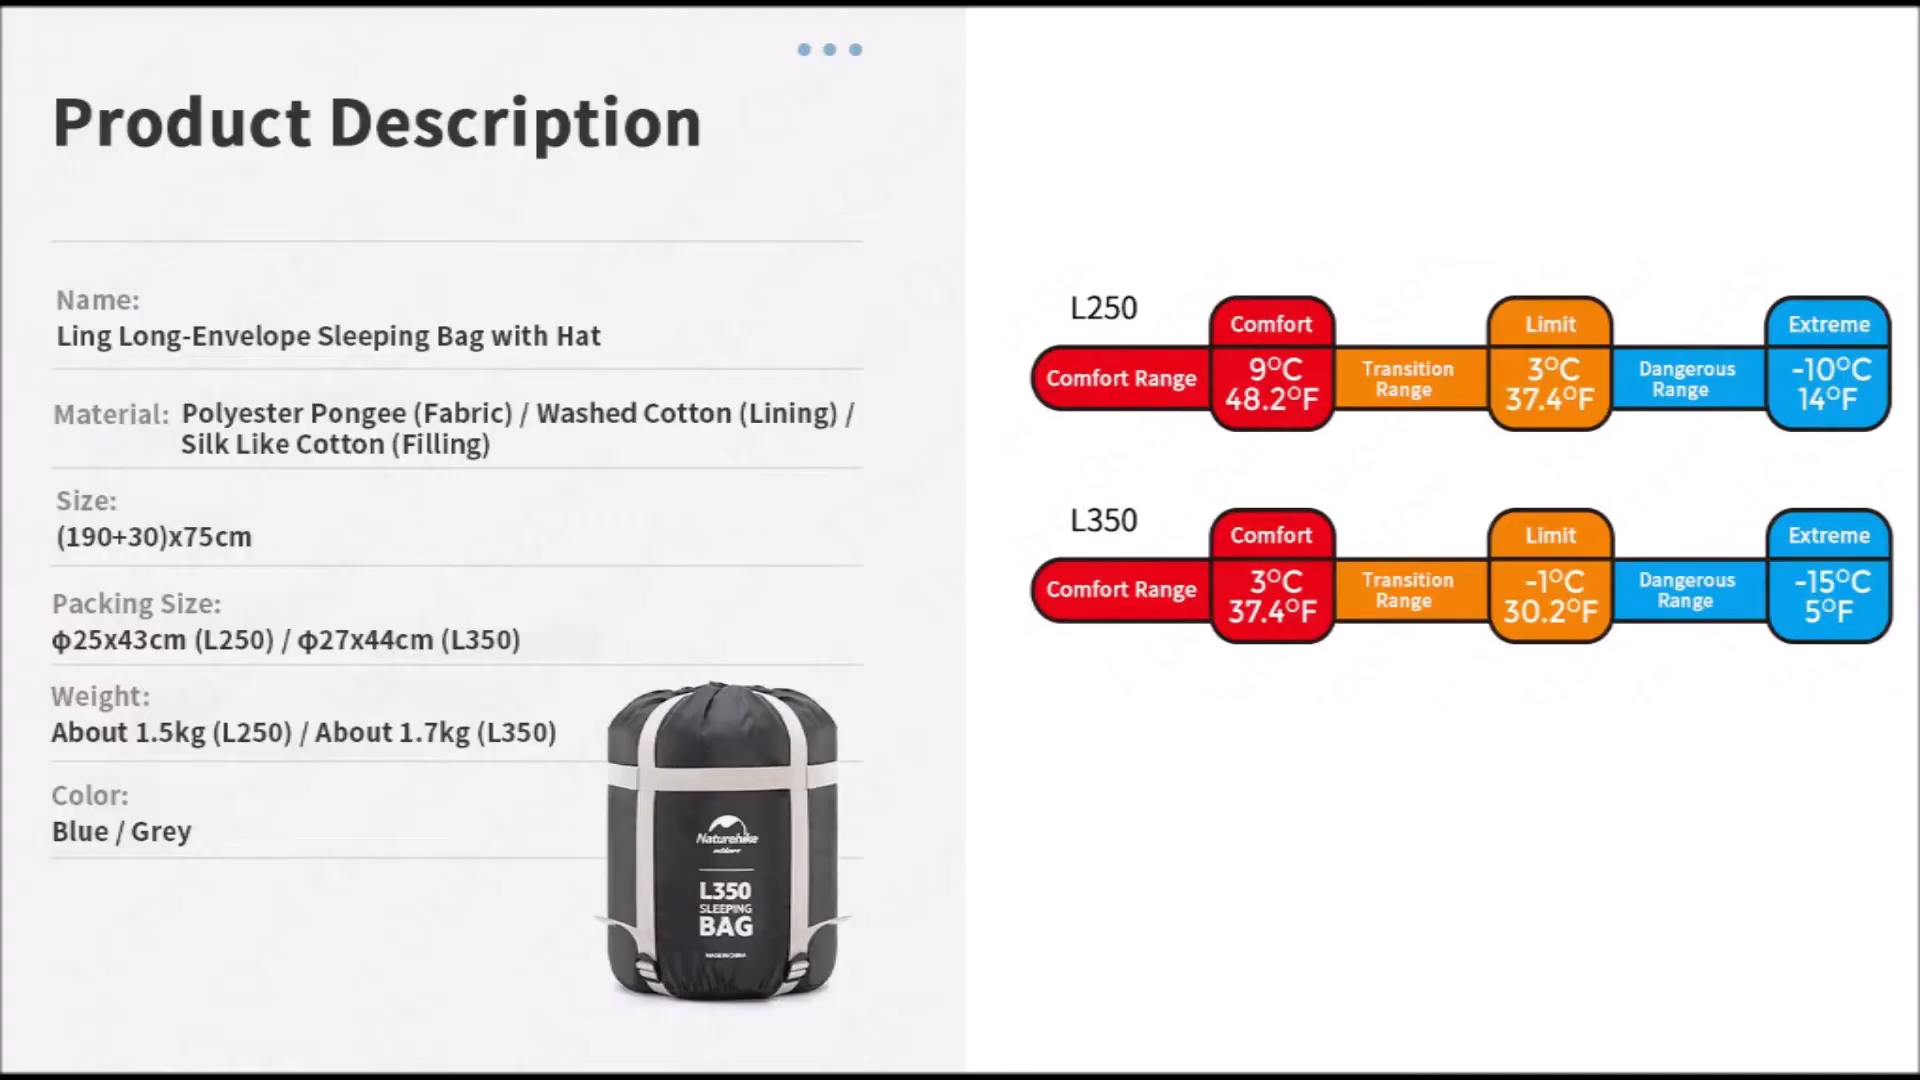 Product Description
Name:
Ling Long-Envelope Sleeping Bag with Hat
Material: Polyester Pongee (Fabric) / Washed Cotton (Lining) /
Silk Like Cotton (Filling)
Size:
(190+30)x75cm
Packing Size:
φ25x43cm (L250) / φ27x44cm (L350)
Weight:
About 1.5kg (L250) / About 1.7kg (L350)
Color:
Blue / Grey
Naturehike
outdoors
L350
SLEEPING
BAG
MADE IN CHINA
L250
Comfort Range
Comfort
9°C
48.2°F
Transition
Range
Limit
3°C
37.4°F
Dangerous
Range
Extreme
-10°C
14°F
L350
Comfort Range
Comfort
3°C
37.4°F
Transition
Range
Limit
-1°C
30.2°F
Dangerous
Range
Extreme
-15°C
5°F